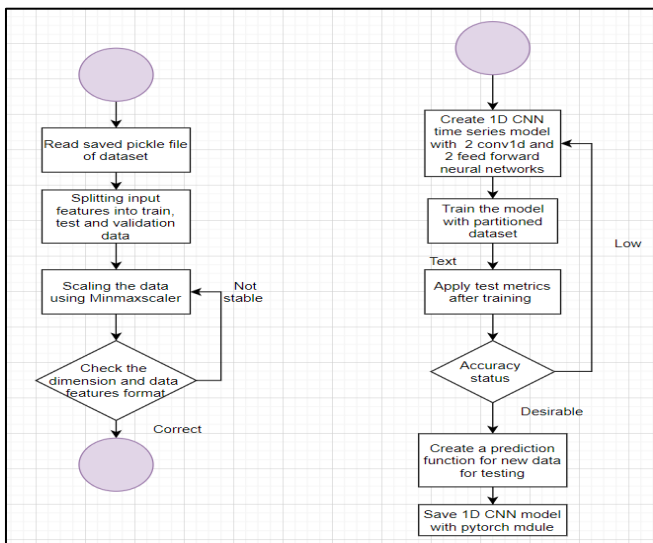 Read saved pickle file
of dataset
Splitting input
features into train,
test and validation
data
Scaling the data
using Minmaxscaler
Not
stable
Check the
dimension and data
features format
Correct
Create 1D CNN
time series model
with 2 conv1d and
2 feed forward
neural networks
Train the model
with partitioned
dataset
Low
Text
Apply test metrics
after training
Accuracy
status
Desirable
Create a prediction
function for new data
for testing
Save 1D CNN model
with pytorch mdule